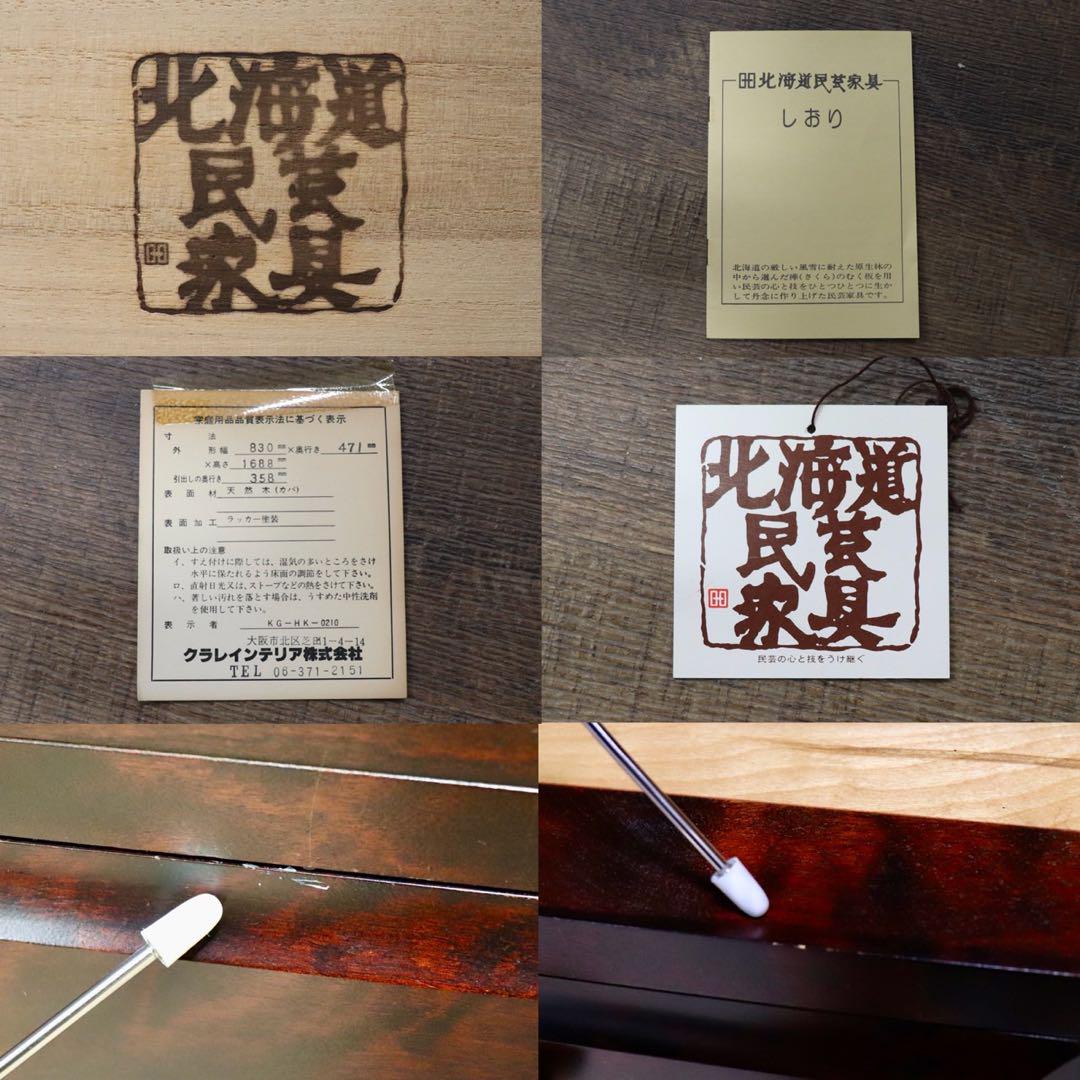 北海道
民芸
家具
北海道民芸家具
しおり
北海道の厳しい風雪に耐えた原生林の
中から選んだ樺(さくら)のむく板を用
い民芸の心と技をひとつひとつに生か
して丹念に作り上げた民芸家具です。
家庭用品品質表示法に基づく表示
寸法
外形幅 830mm×奥行き 471mm
×高さ 1688mm
引出しの奥行き 358mm
表面材 天然木(カバ)
表面加工 ラッカー塗装
取扱い上の注意
イ、すえ付けに際しては、湿気の多いところをさけ
水平に保たれるよう床面の調節をして下さい。
ロ、直射日光又は、ストーブなどの熱をさけて下さい。
ハ、著しい汚れを落とす場合は、うすめた中性洗剤
を使用して下さい。
表示者 KG-HK-0210
大阪市北区芝田1-4-14
クラレインテリア株式会社
TEL 06-371-2151
北海道
民芸
家具
民芸の心と技をうけ継ぐ